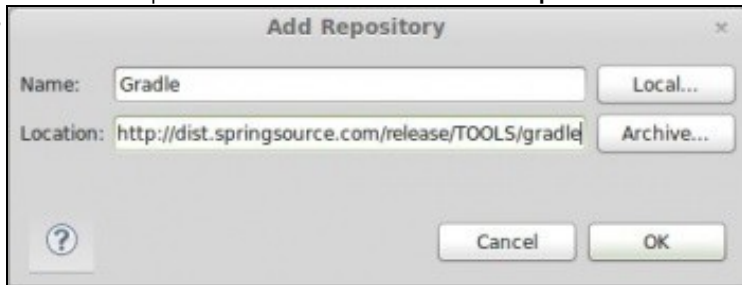 Add Repository
Name: Gradle Local...
Location: http://dist.springsource.com/release/TOOLS/gradle Archive...
? Cancel OK